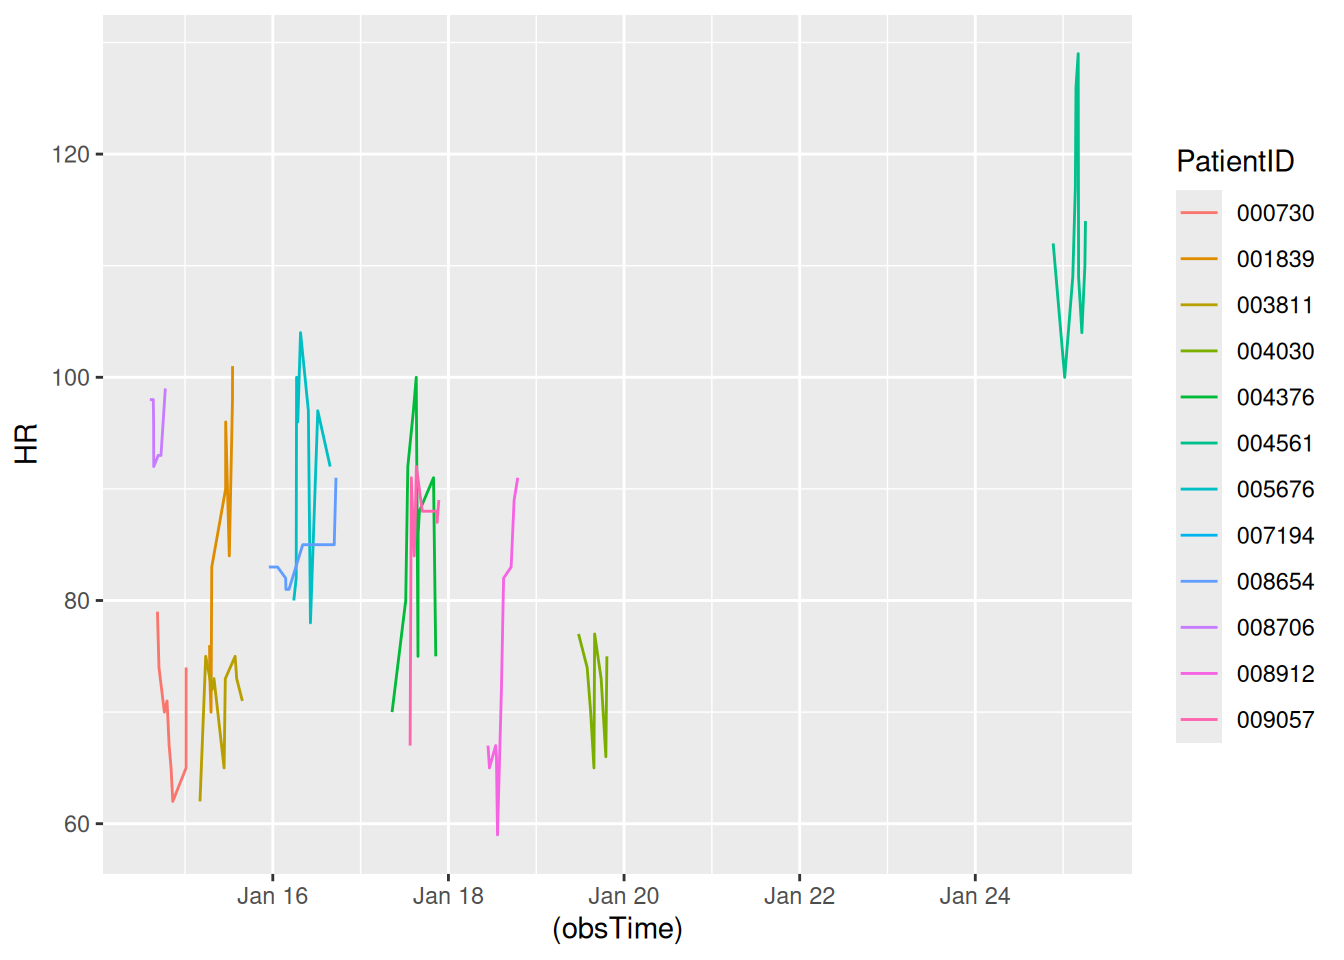 HR
120
100
80
60
Jan 16
Jan 18
Jan 20
Jan 22
Jan 24
(obsTime)
PatientID
000730
001839
003811
004030
004376
004561
005676
007194
008654
008706
008912
009057